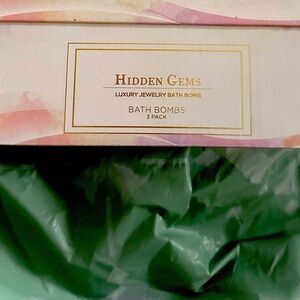 HIDDEN GEMS
LUXURY JEWELRY BATH BOMB
BATH BOMBS
3 PACK